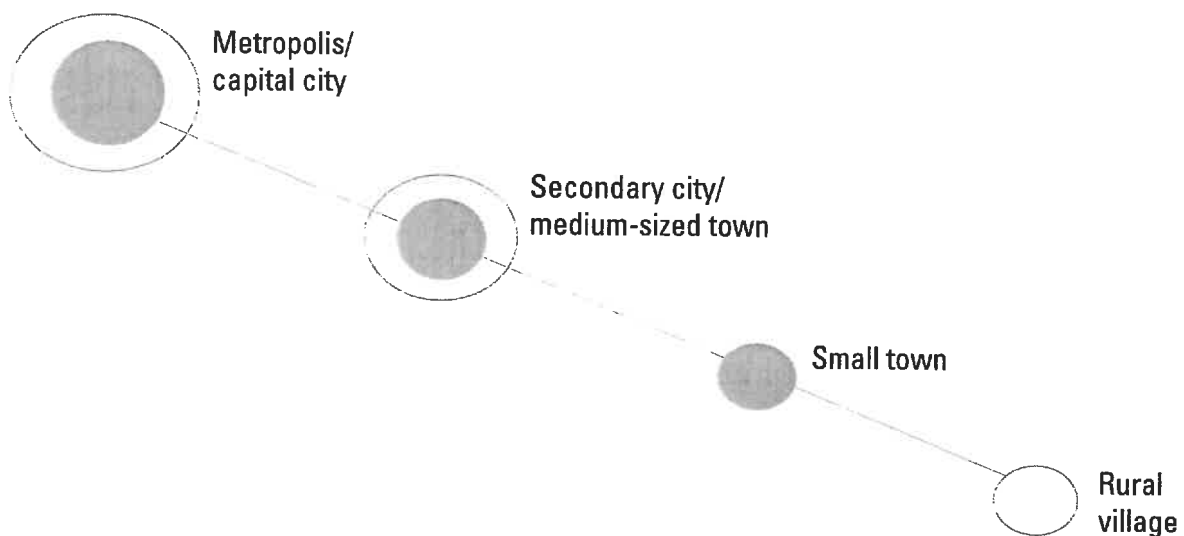 Metropolis/
capital city
Secondary city/
medium-sized town
Small town
Rural
village